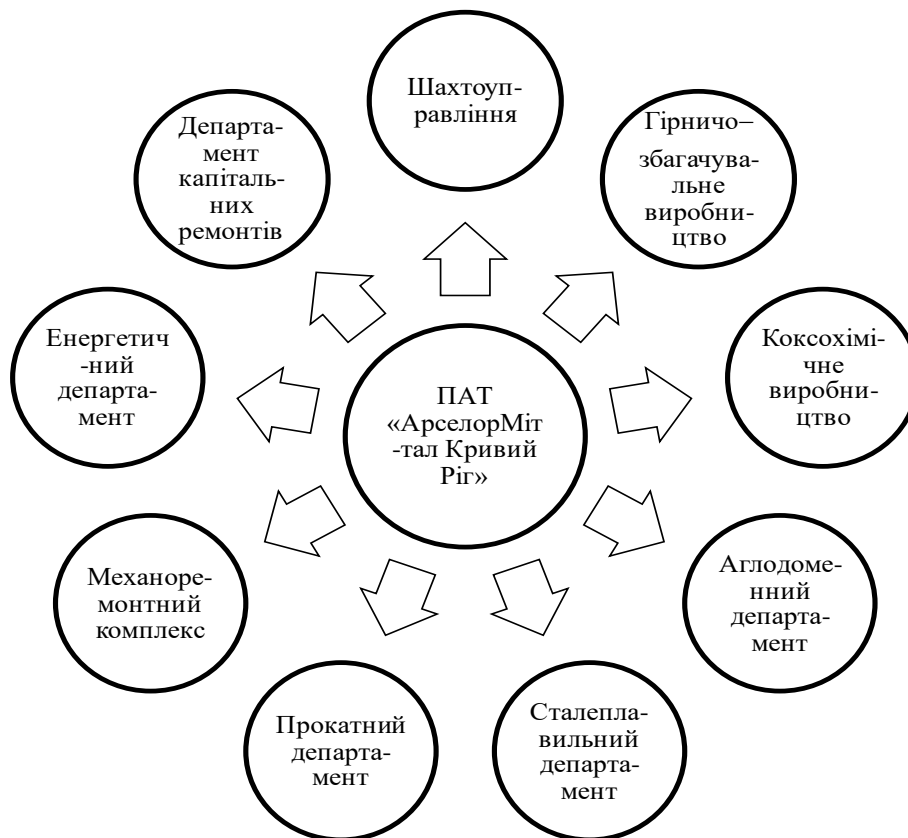 Шахтоуп-
равління
Гірничо–
збагачува-
льне
виробни-
цтво
Коксохімі-
чне
виробни-
цтво
Аглодоме-
нний
департа-
мент
Сталепла-
вильний
департа-
мент
Прокатний
департа-
мент
Механоре-
монтний
комплекс
Енергетич-
-ний
департа-
мент
Департа-
мент
капіталь-
них
ремонтів
ПАТ
«АрселорМіт
-тал Кривий
Ріг»